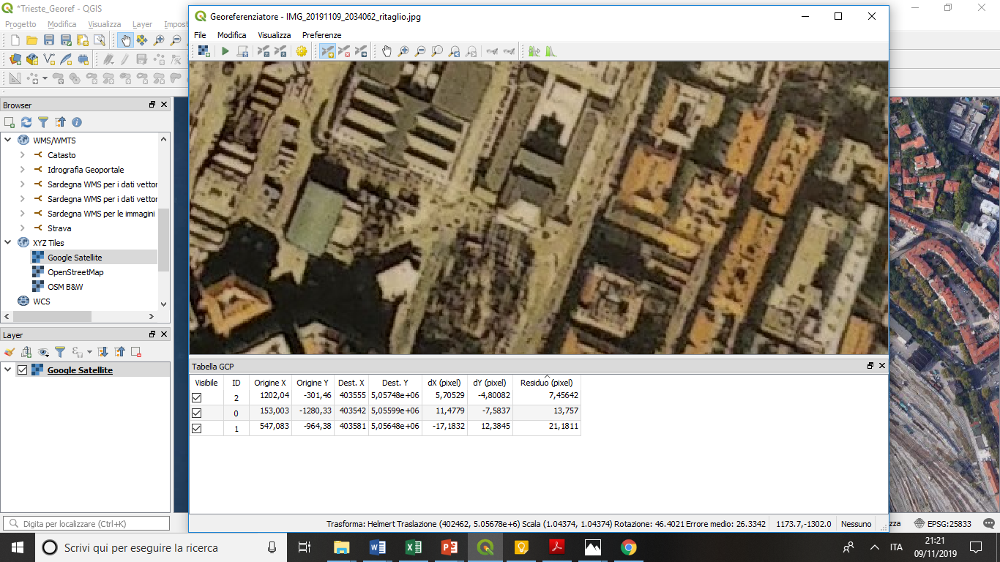 *Trieste_Georef - QGIS
Progetto Modifica Visualizza Layer Impost
Browser
WMS/WMTS
Catasto
Idrografia Geoportale
Sardegna WMS per i dati vettor
Sardegna WMS per i dati vettor
Sardegna WMS per le immagini
Strava
XYZ Tiles
Google Satellite
OpenStreetMap
OSM B&W
WCS
Layer
Google Satellite
Digita per localizzare (Ctrl+K)
Georeferenziatore - IMG_20191109_2034062_ritaglio.jpg
File Modifica Visualizza Preferenze
Tabella GCP
Visibile ID Origine X Origine Y Dest. X Dest. Y dX (pixel) dY (pixel) Residuo (pixel)
2 1202,04 -301,46 403555 5,05748e+06 5,70529 -4,80082 7,45642
0 153,003 -1280,33 403542 5,05599e+06 11,4779 -7,5837 13,757
1 547,083 -964,38 403581 5,05648e+06 -17,1832 12,3845 21,1811
Trasforma: Helmert Traslazione (402462, 5.05678e+6) Scala (1.04374, 1.04374) Rotazione: 46.4021 Errore medio: 26.3342 1173.7,-1302.0 Nessuno
zza EPSG:25833
Scrivi qui per eseguire la ricerca
ITA
21:21
09/11/2019